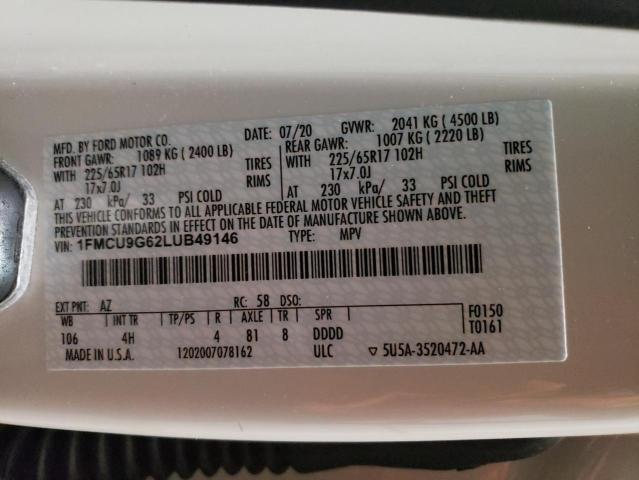 MFD. BY FORD MOTOR CO.
DATE: 07/20 GVWR: 2041 KG ( 4500 LB)
FRONT GAWR: 1089 KG ( 2400 LB)
REAR GAWR: 1007 KG ( 2220 LB)
WITH 225/65R17 102H TIRES
WITH 225/65R17 102H TIRES
17x7.0J RIMS
17x7.0J RIMS
AT 230 kPa/ 33 PSI COLD
AT 230 kPa/ 33 PSI COLD
THIS VEHICLE CONFORMS TO ALL APPLICABLE FEDERAL MOTOR VEHICLE SAFETY AND THEFT
PREVENTION STANDARDS IN EFFECT ON THE DATE OF MANUFACTURE SHOWN ABOVE.
VIN: 1FMCU9G62LUB49146 TYPE: MPV
EXT PNT: AZ RC: 58 DSO:
WB INT TR TP/PS R AXLE TR SPR
106 4H 4 81 8 DDDD
F0150
T0161
MADE IN U.S.A. 1202007078162 ULC 5U5A-3520472-AA